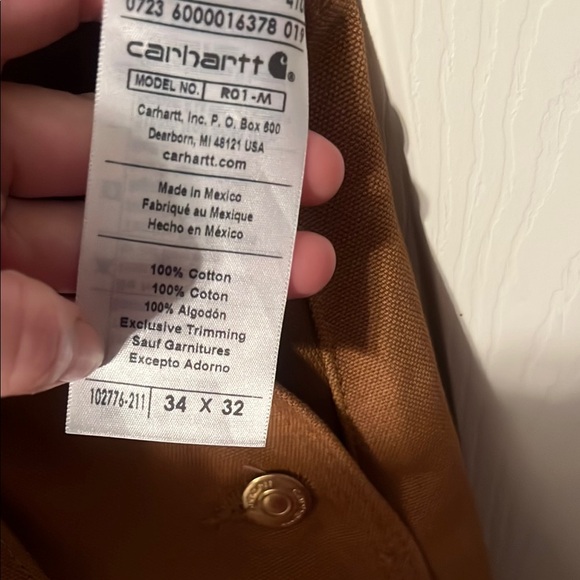 0723 6000016378 019
carhartt
MODEL NO. R01-M
Carhartt, Inc. P. O. Box 600
Dearborn, MI 48121 USA
carhartt.com
Made in Mexico
Fabriqué au Mexique
Hecho en México
100% Cotton
100% Coton
100% Algodón
Exclusive Trimming
Sauf Garnitures
Excepto Adorno
102776-211 34 X 32